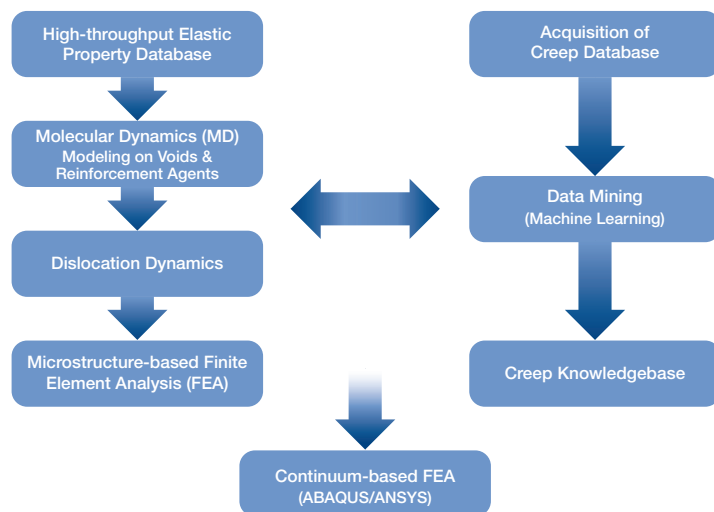 High-throughput Elastic
Property Database
Molecular Dynamics (MD)
Modeling on Voids &
Reinforcement Agents
Dislocation Dynamics
Microstructure-based Finite
Element Analysis (FEA)
Acquisition of
Creep Database
Data Mining
(Machine Learning)
Creep Knowledgebase
Continuum-based FEA
(ABAQUS/ANSYS)